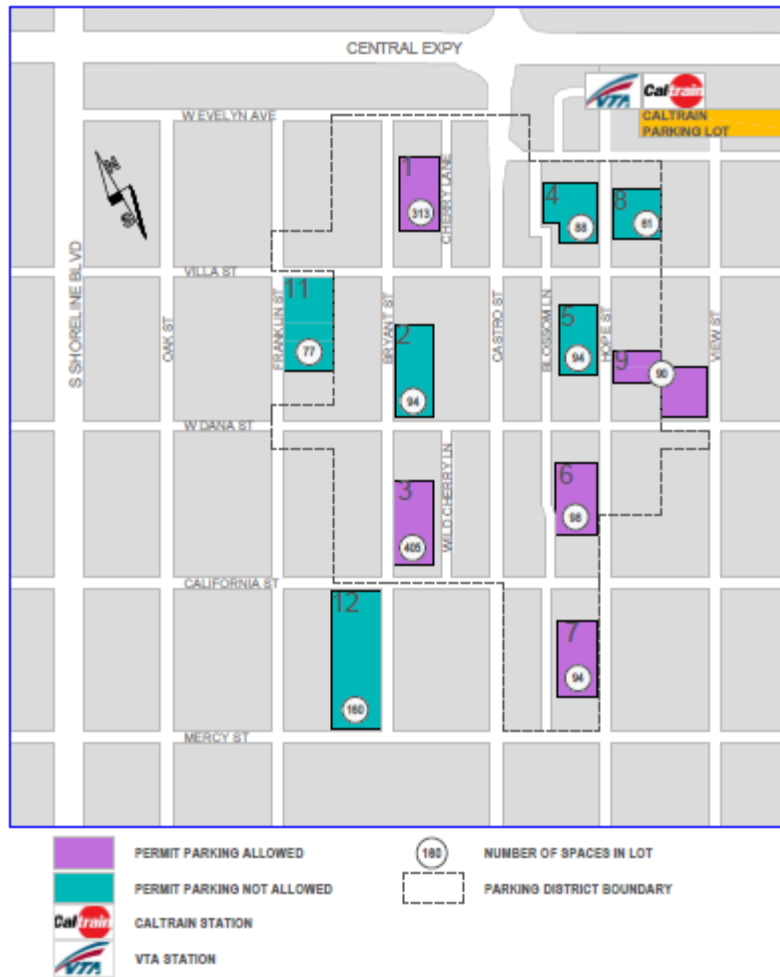 CENTRAL EXPY
VTA
Caltrain
CALTRAIN
PARKING LOT
W EVELYN AVE
1
313
CHERRY LANE
4
88
8
61
N
S
S SHORELINE BLVD
VILLA ST
OAK ST
FRANKLIN ST
11
77
BRYANT ST
2
94
CASTRO ST
BLOSSOM LN
5
94
HOPE ST
9
90
VIEW ST
W DANA ST
3
405
WILD CHERRY LN
6
98
CALIFORNIA ST
12
160
7
94
MERCY ST
PERMIT PARKING ALLOWED
160 NUMBER OF SPACES IN LOT
PERMIT PARKING NOT ALLOWED
PARKING DISTRICT BOUNDARY
Caltrain CALTRAIN STATION
VTA VTA STATION